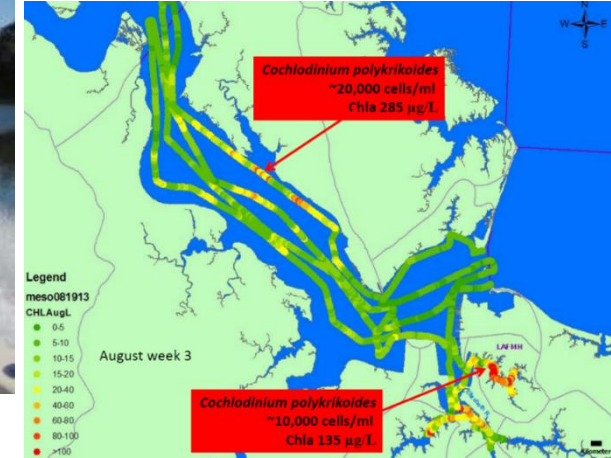 N
W E
S
Cochlodinium polykrikoides
~20,000 cells/ml
Chla 285 µg/L
Legend
meso081913
CHLAugL
0-5
5-10
10-15
15-20
20-40
40-60
60-80
80-100
>100
August week 3
LAFMH
Cochlodinium polykrikoides
~10,000 cells/ml
Chla 135 µg/L